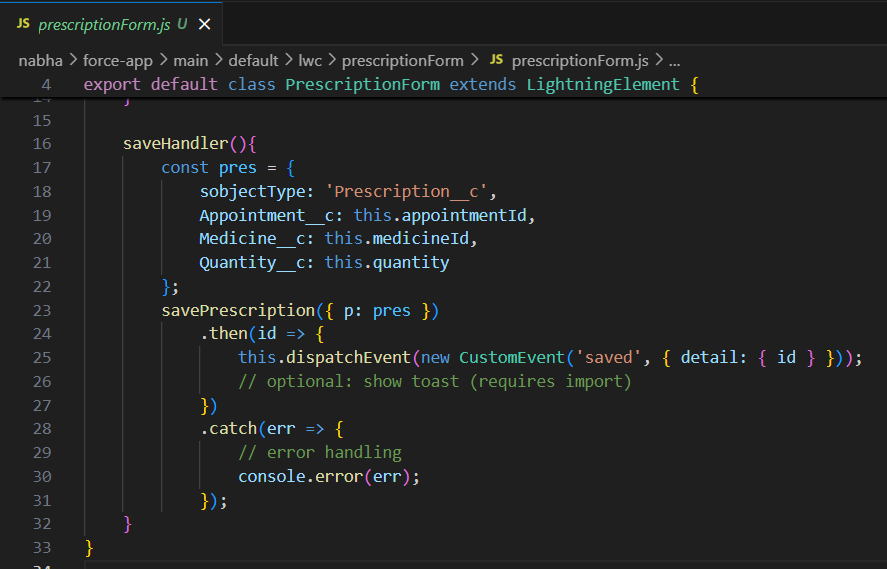 JS prescriptionForm.js U ×
nabha > force-app > main > default > lwc > prescriptionForm > JS prescriptionForm.js > ...
4 export default class PrescriptionForm extends LightningElement {
14 }
15
16 saveHandler(){
17 const pres = {
18 sobjectType: 'Prescription__c',
19 Appointment__c: this.appointmentId,
20 Medicine__c: this.medicineId,
21 Quantity__c: this.quantity
22 };
23 savePrescription({ p: pres })
24 .then(id => {
25 this.dispatchEvent(new CustomEvent('saved', { detail: { id } }));
26 // optional: show toast (requires import)
27 })
28 .catch(err => {
29 // error handling
30 console.error(err);
31 });
32 }
33 }
34